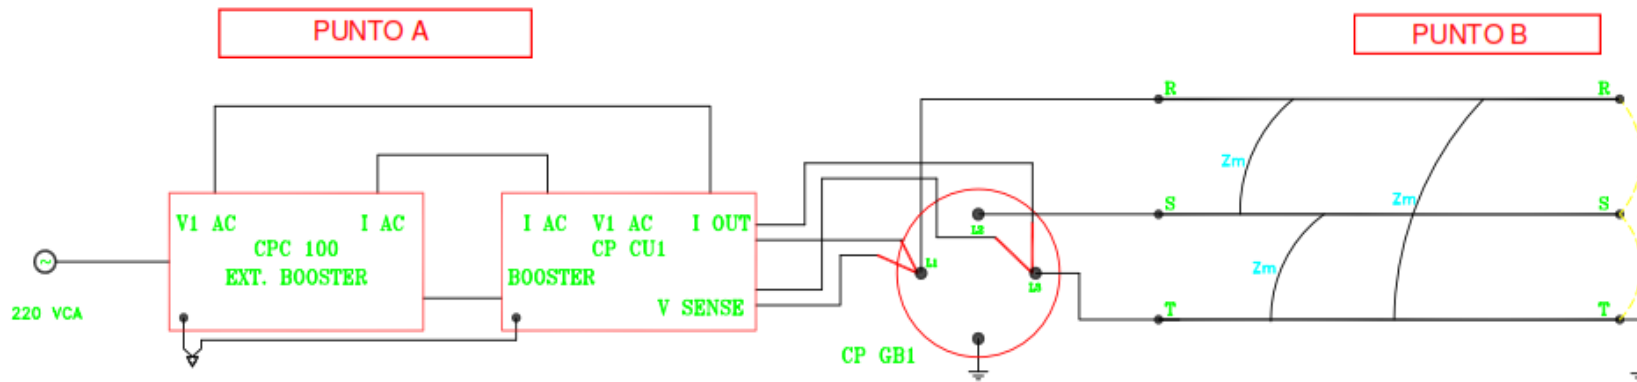 PUNTO A
PUNTO B
R
R
V1 AC
I AC
I AC
V1 AC
I OUT
CPC 100
CP CU1
EXT. BOOSTER
BOOSTER
V SENSE
~
220 VCA
L2
L1
L3
CP GB1
Zm
Zm
S
S
Zm
T
T